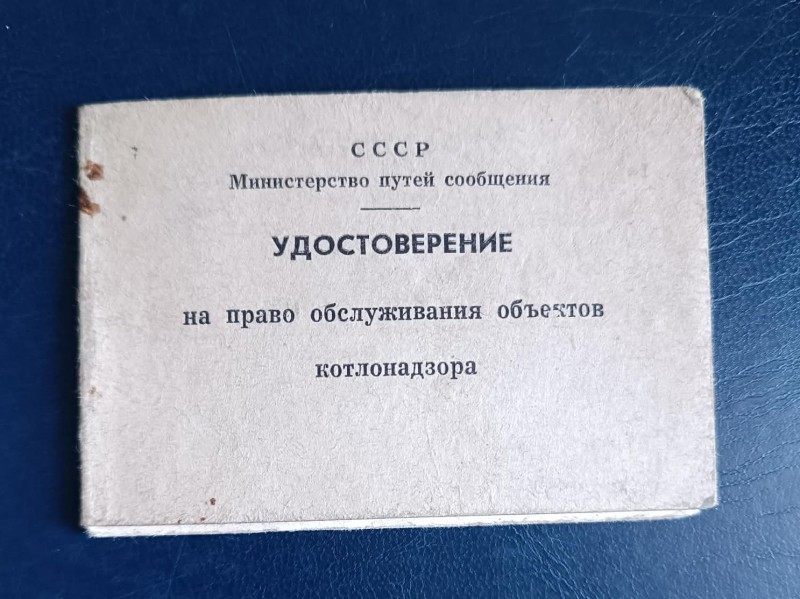 СССР
Министерство путей сообщения
УДОСТОВЕРЕНИЕ
на право обслуживания объектов
котлонадзора